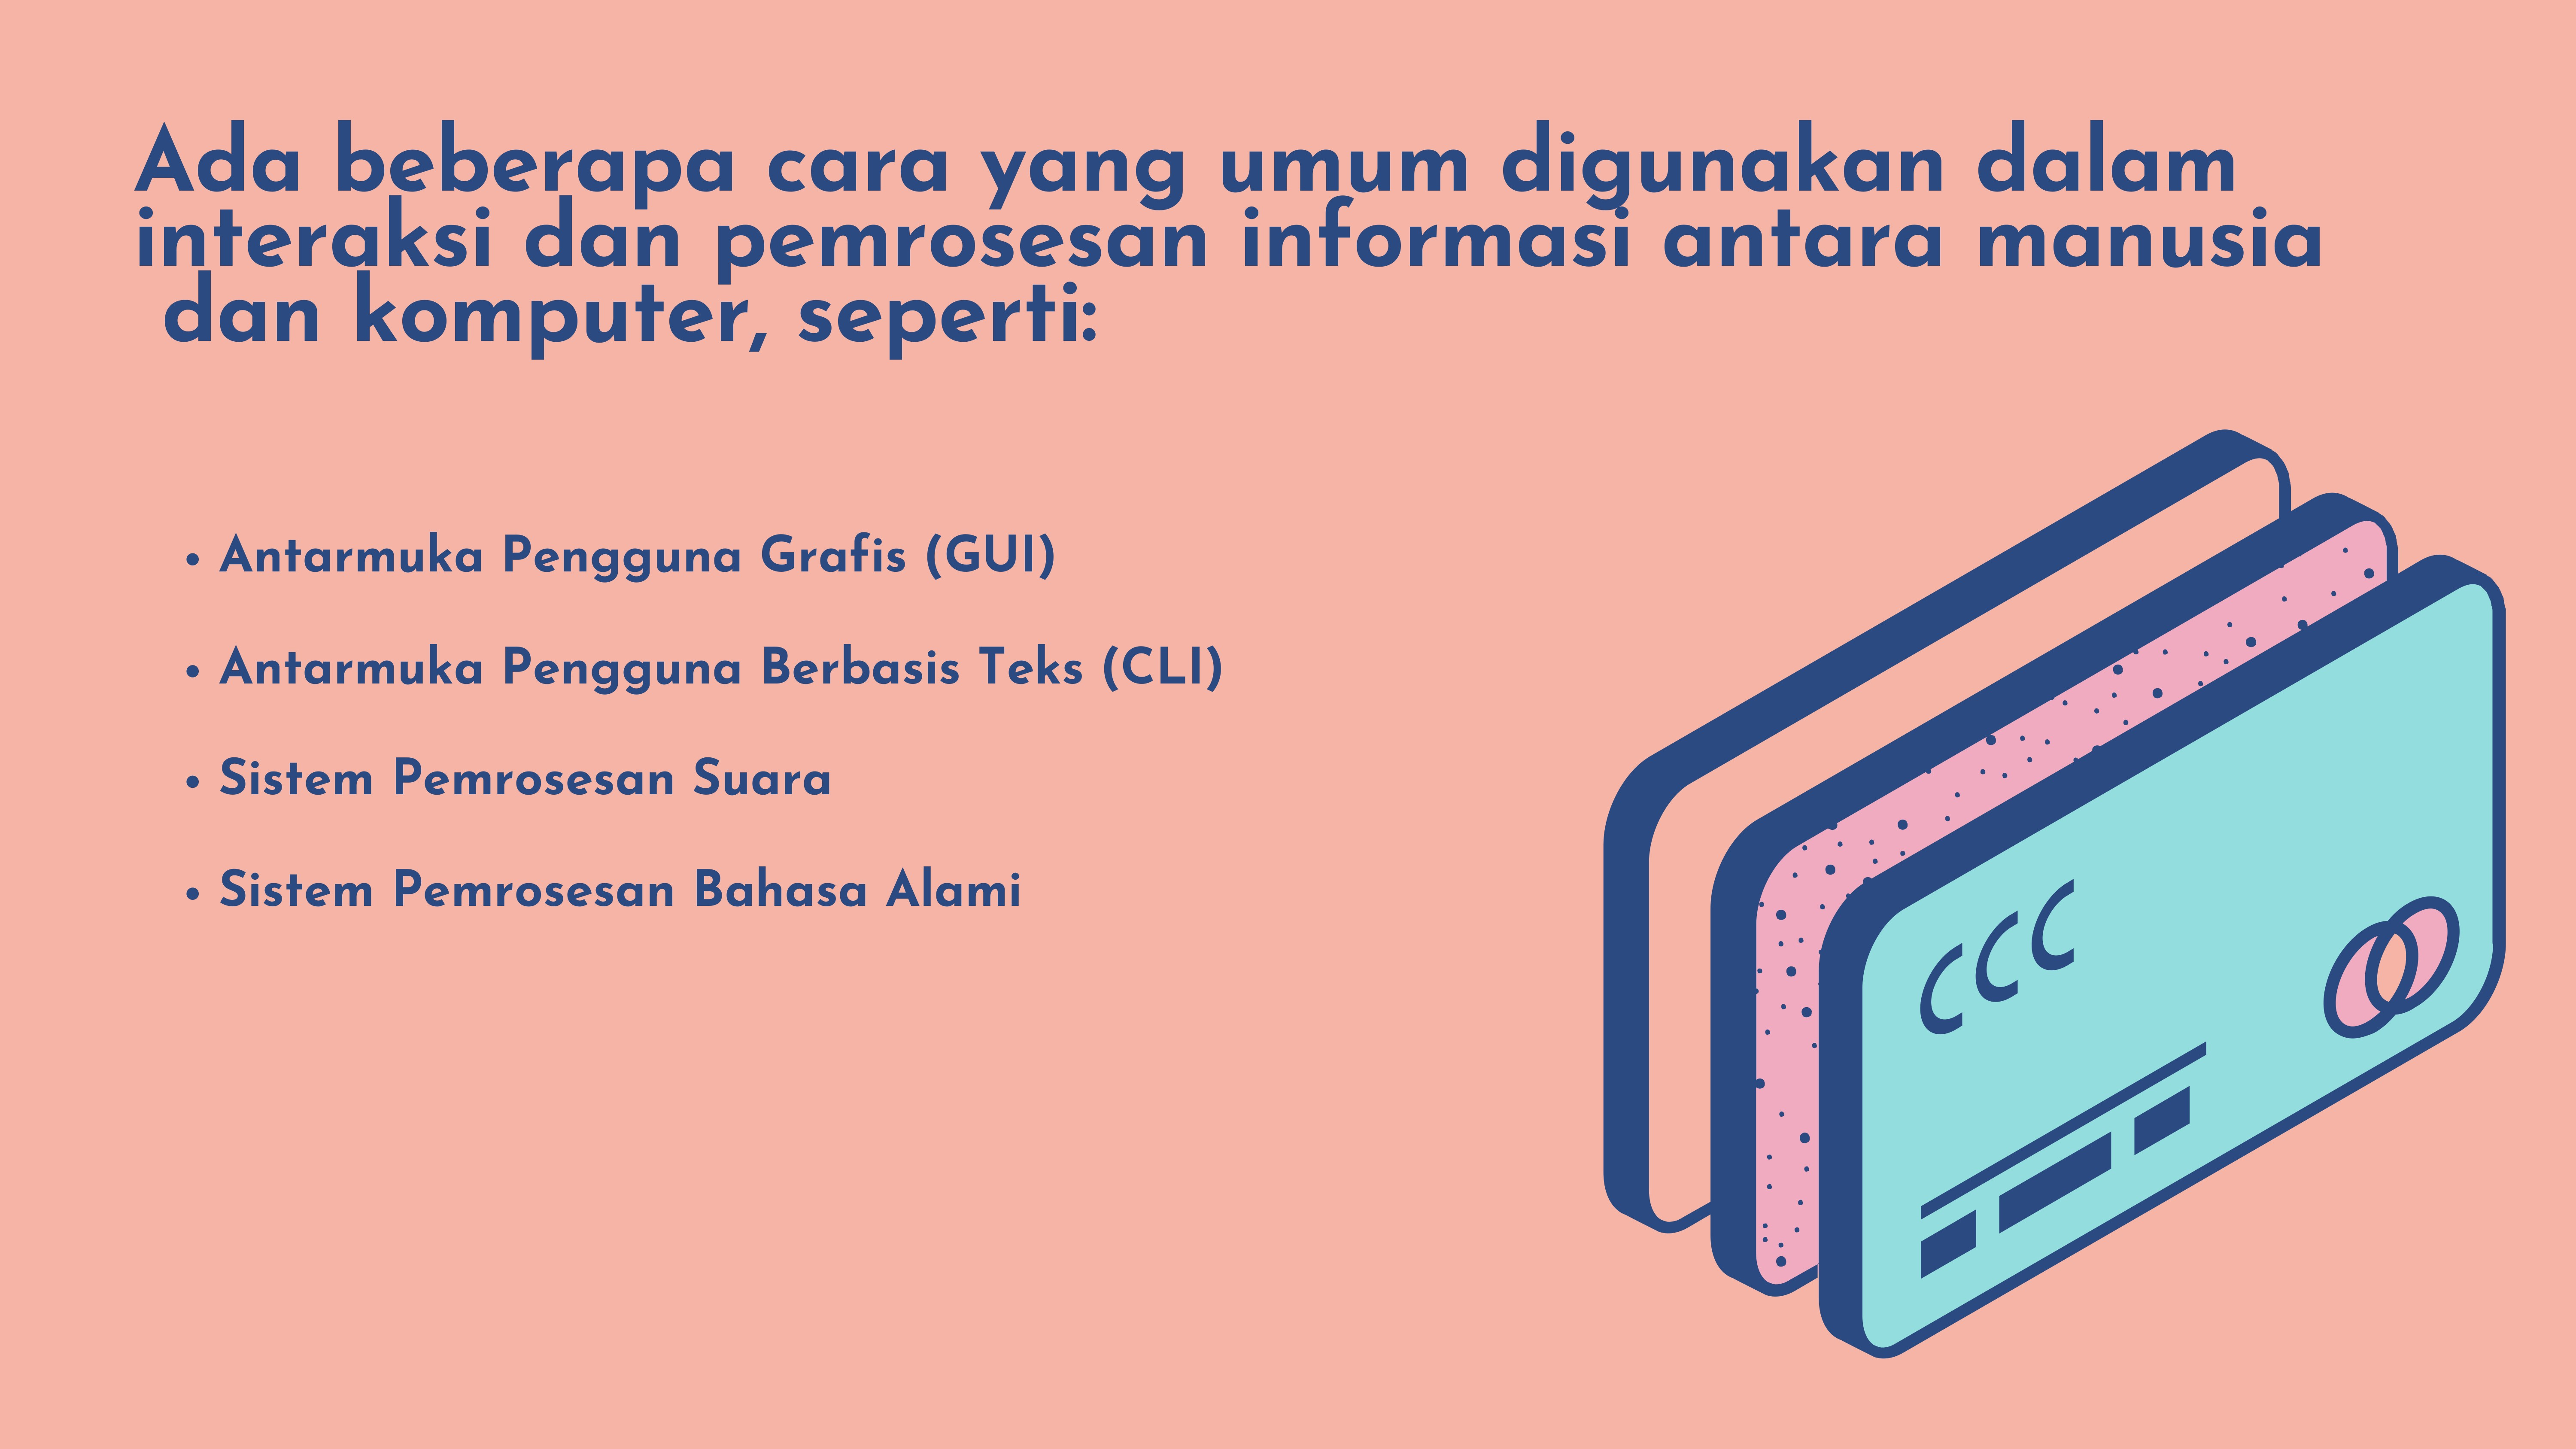 Ada beberapa cara yang umum digunakan dalam
interaksi dan pemrosesan informasi antara manusia
dan komputer, seperti:
• Antarmuka Pengguna Grafis (GUI)
• Antarmuka Pengguna Berbasis Teks (CLI)
• Sistem Pemrosesan Suara
• Sistem Pemrosesan Bahasa Alami
CCC